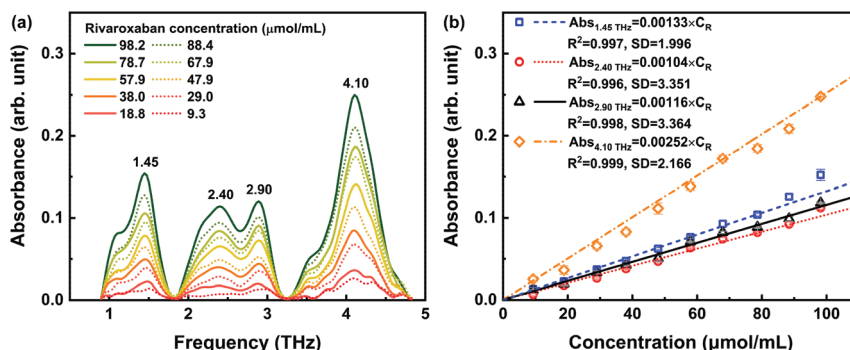 (a)
Rivaroxaban concentration (μmol/mL)
98.2 88.4
78.7 67.9
57.9 47.9
38.0 29.0
18.8 9.3
1.45
2.40
2.90
4.10
0.3
0.2
0.1
0.0
Absorbance (arb. unit)
1 2 3 4 5
Frequency (THz)
(b)
Abs1.45 THz=0.00133×CR
R²=0.997, SD=1.996
Abs2.40 THz=0.00104×CR
R²=0.996, SD=3.351
Abs2.90 THz=0.00116×CR
R²=0.998, SD=3.364
Abs4.10 THz=0.00252×CR
R²=0.999, SD=2.166
0.3
0.2
0.1
0.0
Absorbance (arb. unit)
0 20 40 60 80 100
Concentration (μmol/mL)